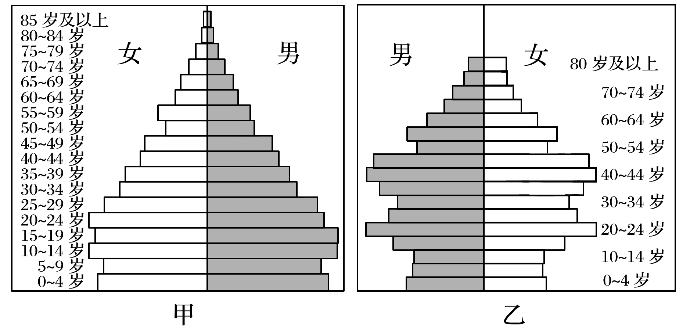 85 岁及以上
80~84 岁
75~79 岁
70~74 岁
65~69 岁
60~64 岁
55~59 岁
50~54 岁
45~49 岁
40~44 岁
35~39 岁
30~34 岁
25~29 岁
20~24 岁
15~19 岁
10~14 岁
5~9 岁
0~4 岁
女
男
甲
男
女
80 岁及以上
70~74 岁
60~64 岁
50~54 岁
40~44 岁
30~34 岁
20~24 岁
10~14 岁
0~4 岁
乙